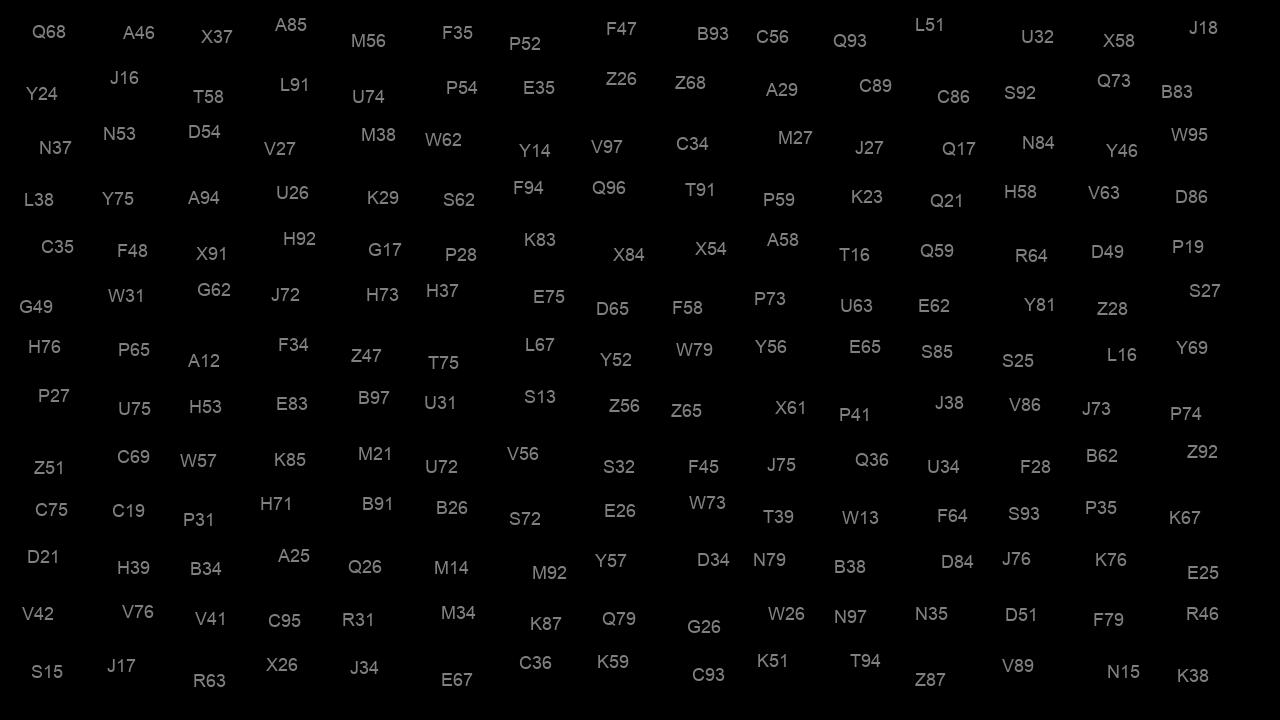 Q68 A46 X37 A85 M56 F35 P52 F47 B93 C56 Q93 L51 U32 X58 J18
Y24 J16 T58 L91 U74 P54 E35 Z26 Z68 A29 C89 C86 S92 Q73 B83
N37 N53 D54 V27 M38 W62 Y14 V97 C34 M27 J27 Q17 N84 Y46 W95
L38 Y75 A94 U26 K29 S62 F94 Q96 T91 P59 K23 Q21 H58 V63 D86
C35 F48 X91 H92 G17 P28 K83 X84 X54 A58 T16 Q59 R64 D49 P19
G49 W31 G62 J72 H73 H37 E75 D65 F58 P73 U63 E62 Y81 Z28 S27
H76 P65 A12 F34 Z47 T75 L67 Y52 W79 Y56 E65 S85 S25 L16 Y69
P27 U75 H53 E83 B97 U31 S13 Z56 Z65 X61 P41 J38 V86 J73 P74
Z51 C69 W57 K85 M21 U72 V56 S32 F45 J75 Q36 U34 F28 B62 Z92
C75 C19 P31 H71 B91 B26 S72 E26 W73 T39 W13 F64 S93 P35 K67
D21 H39 B34 A25 Q26 M14 M92 Y57 D34 N79 B38 D84 J76 K76 E25
V42 V76 V41 C95 R31 M34 K87 Q79 G26 W26 N97 N35 D51 F79 R46
S15 J17 R63 X26 J34 E67 C36 K59 C93 K51 T94 Z87 V89 N15 K38